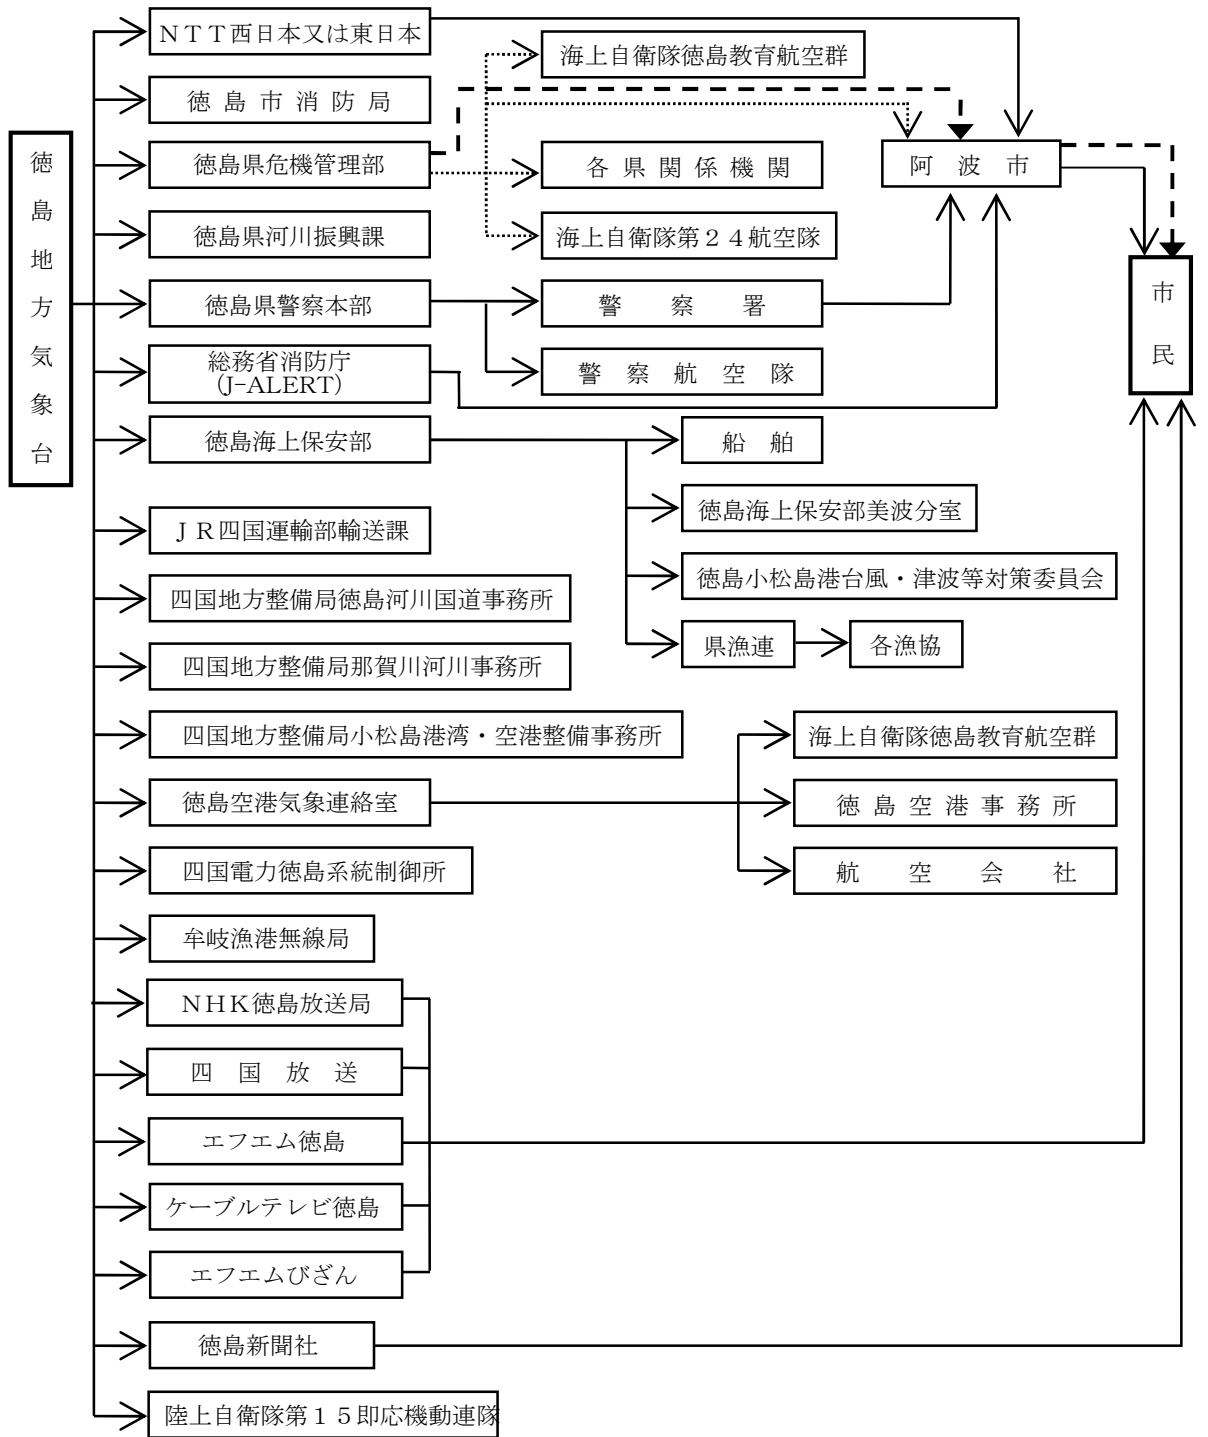 徳島地方気象台
ＮＴＴ西日本又は東日本
徳島市消防局
徳島県危機管理部
徳島県河川振興課
徳島県警察本部
総務省消防庁
（J-ALERT）
徳島海上保安部
ＪＲ四国運輸部輸送課
四国地方整備局徳島河川国道事務所
四国地方整備局那賀川河川事務所
四国地方整備局小松島港湾・空港整備事務所
徳島空港気象連絡室
四国電力徳島系統制御所
牟岐漁港無線局
ＮＨＫ徳島放送局
四国放送
エフエム徳島
ケーブルテレビ徳島
エフエムびざん
徳島新聞社
陸上自衛隊第１５即応機動連隊
海上自衛隊徳島教育航空群
各県関係機関
海上自衛隊第２４航空隊
警察署
警察航空隊
船舶
徳島海上保安部美波分室
徳島小松島港台風・津波等対策委員会
県漁連
各漁協
海上自衛隊徳島教育航空群
徳島空港事務所
航空会社
阿波市
市民